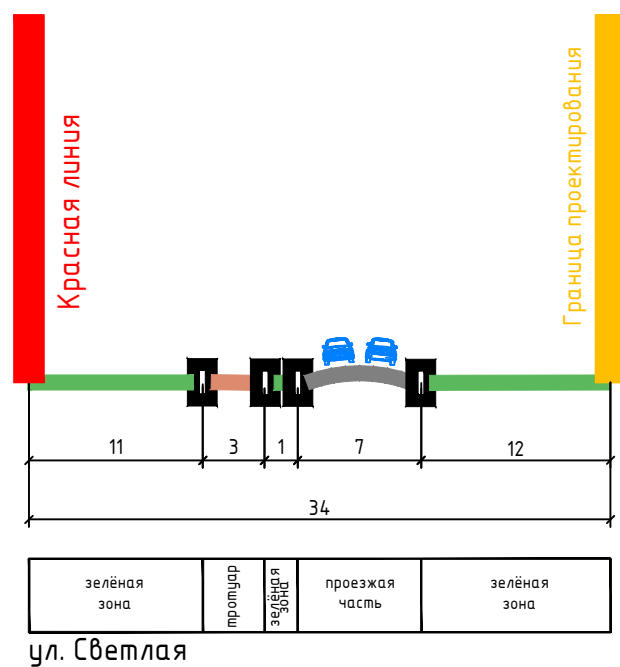 Красная линия
Граница проектирования
11
3
1
7
12
34
зелёная
зона
тротуар
зелёная
зона
проезжая
часть
зелёная
зона
ул. Светлая